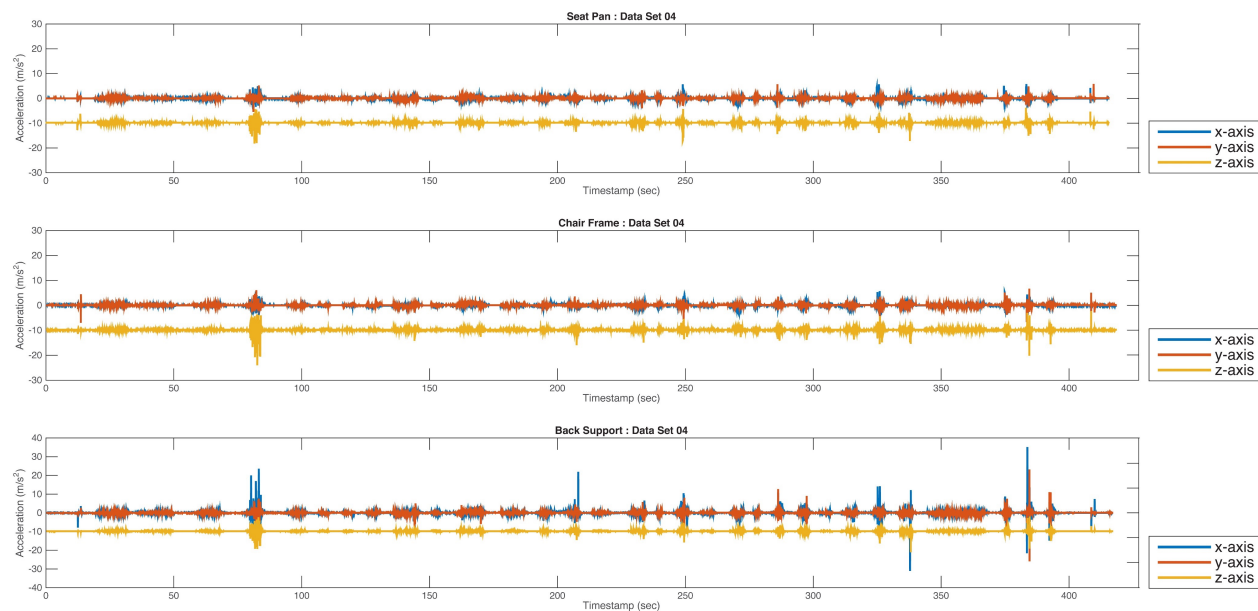 Seat Pan : Data Set 04
30
20
10
0
-10
-20
-30
Acceleration (m/s²)
0 50 100 150 200 250 300 350 400
Timestamp (sec)
x-axis
y-axis
z-axis
Chair Frame : Data Set 04
30
20
10
0
-10
-20
-30
Acceleration (m/s²)
0 50 100 150 200 250 300 350 400
Timestamp (sec)
x-axis
y-axis
z-axis
Back Support : Data Set 04
40
30
20
10
0
-10
-20
-30
-40
Acceleration (m/s²)
0 50 100 150 200 250 300 350 400
Timestamp (sec)
x-axis
y-axis
z-axis